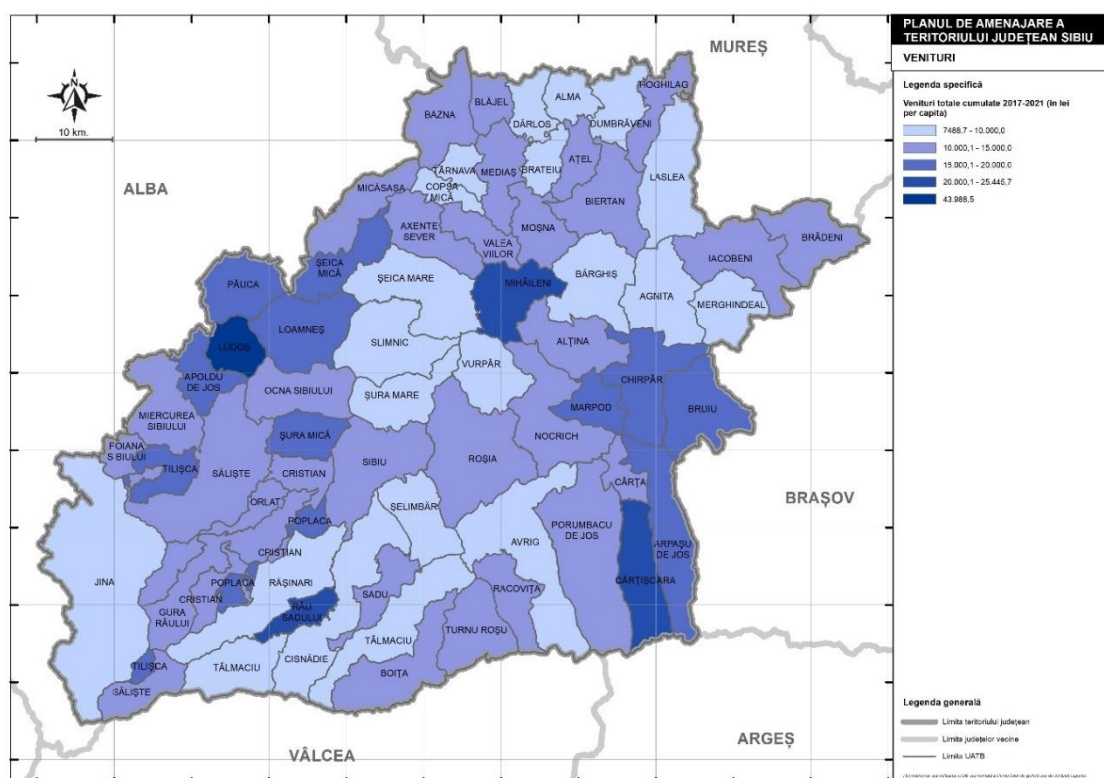 PLANUL DE AMENAJARE A
TERITORIULUI JUDEȚEAN SIBIU
VENITURI
Legenda specifică
Venituri totale cumulate 2017-2021 (în lei
per capita)
7488,7 - 10.000,0
10.000,1 - 15.000,0
15.000,1 - 20.000,0
20.000,1 - 25.445,7
43.988,5
N
10 km.
MUREȘ
ALBA
BRAȘOV
ARGEȘ
VÂLCEA
HOGHILAG
BLĂJEL
ALMA
BAZNA
DÂRLOS
DUMBRĂVENI
TÂRNAVA
MEDIAȘ
BRATEIU
AȚEL
LASLEA
MICĂSASA
COPȘA
MICĂ
BIERTAN
AXENTE
SEVER
MOȘNA
VALEA
VIILOR
BRĂDENI
IACOBENI
ȘEICA
MICĂ
ȘEICA MARE
MIHĂILENI
BÂRGHIȘ
PĂUCA
AGNITA
MERGHINDEAL
LOAMNEȘ
SLIMNIC
ALȚINA
LUDOȘ
VURPĂR
APOLDU
DE JOS
OCNA SIBIULUI
ȘURA MARE
CHIRPĂR
MARPOD
BRUIU
MIERCUREA
SIBIULUI
ȘURA MICĂ
NOCRICH
SIBIU
ROȘIA
TILIȘCA
SĂLIȘTE
CRISTIAN
CÂRȚA
ORLAT
ȘELIMBĂR
POPLACA
PORUMBACU
DE JOS
AVRIG
ARPAȘU
DE JOS
CRISTIAN
JINA
POPLACA
RĂȘINARI
CÂRȚIȘOARA
CRISTIAN
SADU
RACOVIȚA
GURA
RÂULUI
RÂU
SADULUI
TURNU ROȘU
TĂLMACIU
TILIȘCA
TĂLMACIU
CISNĂDIE
BOIȚA
SĂLIȘTE
Legenda generală
Limita teritoriului județean
Limita județelor vecine
Limita UATB